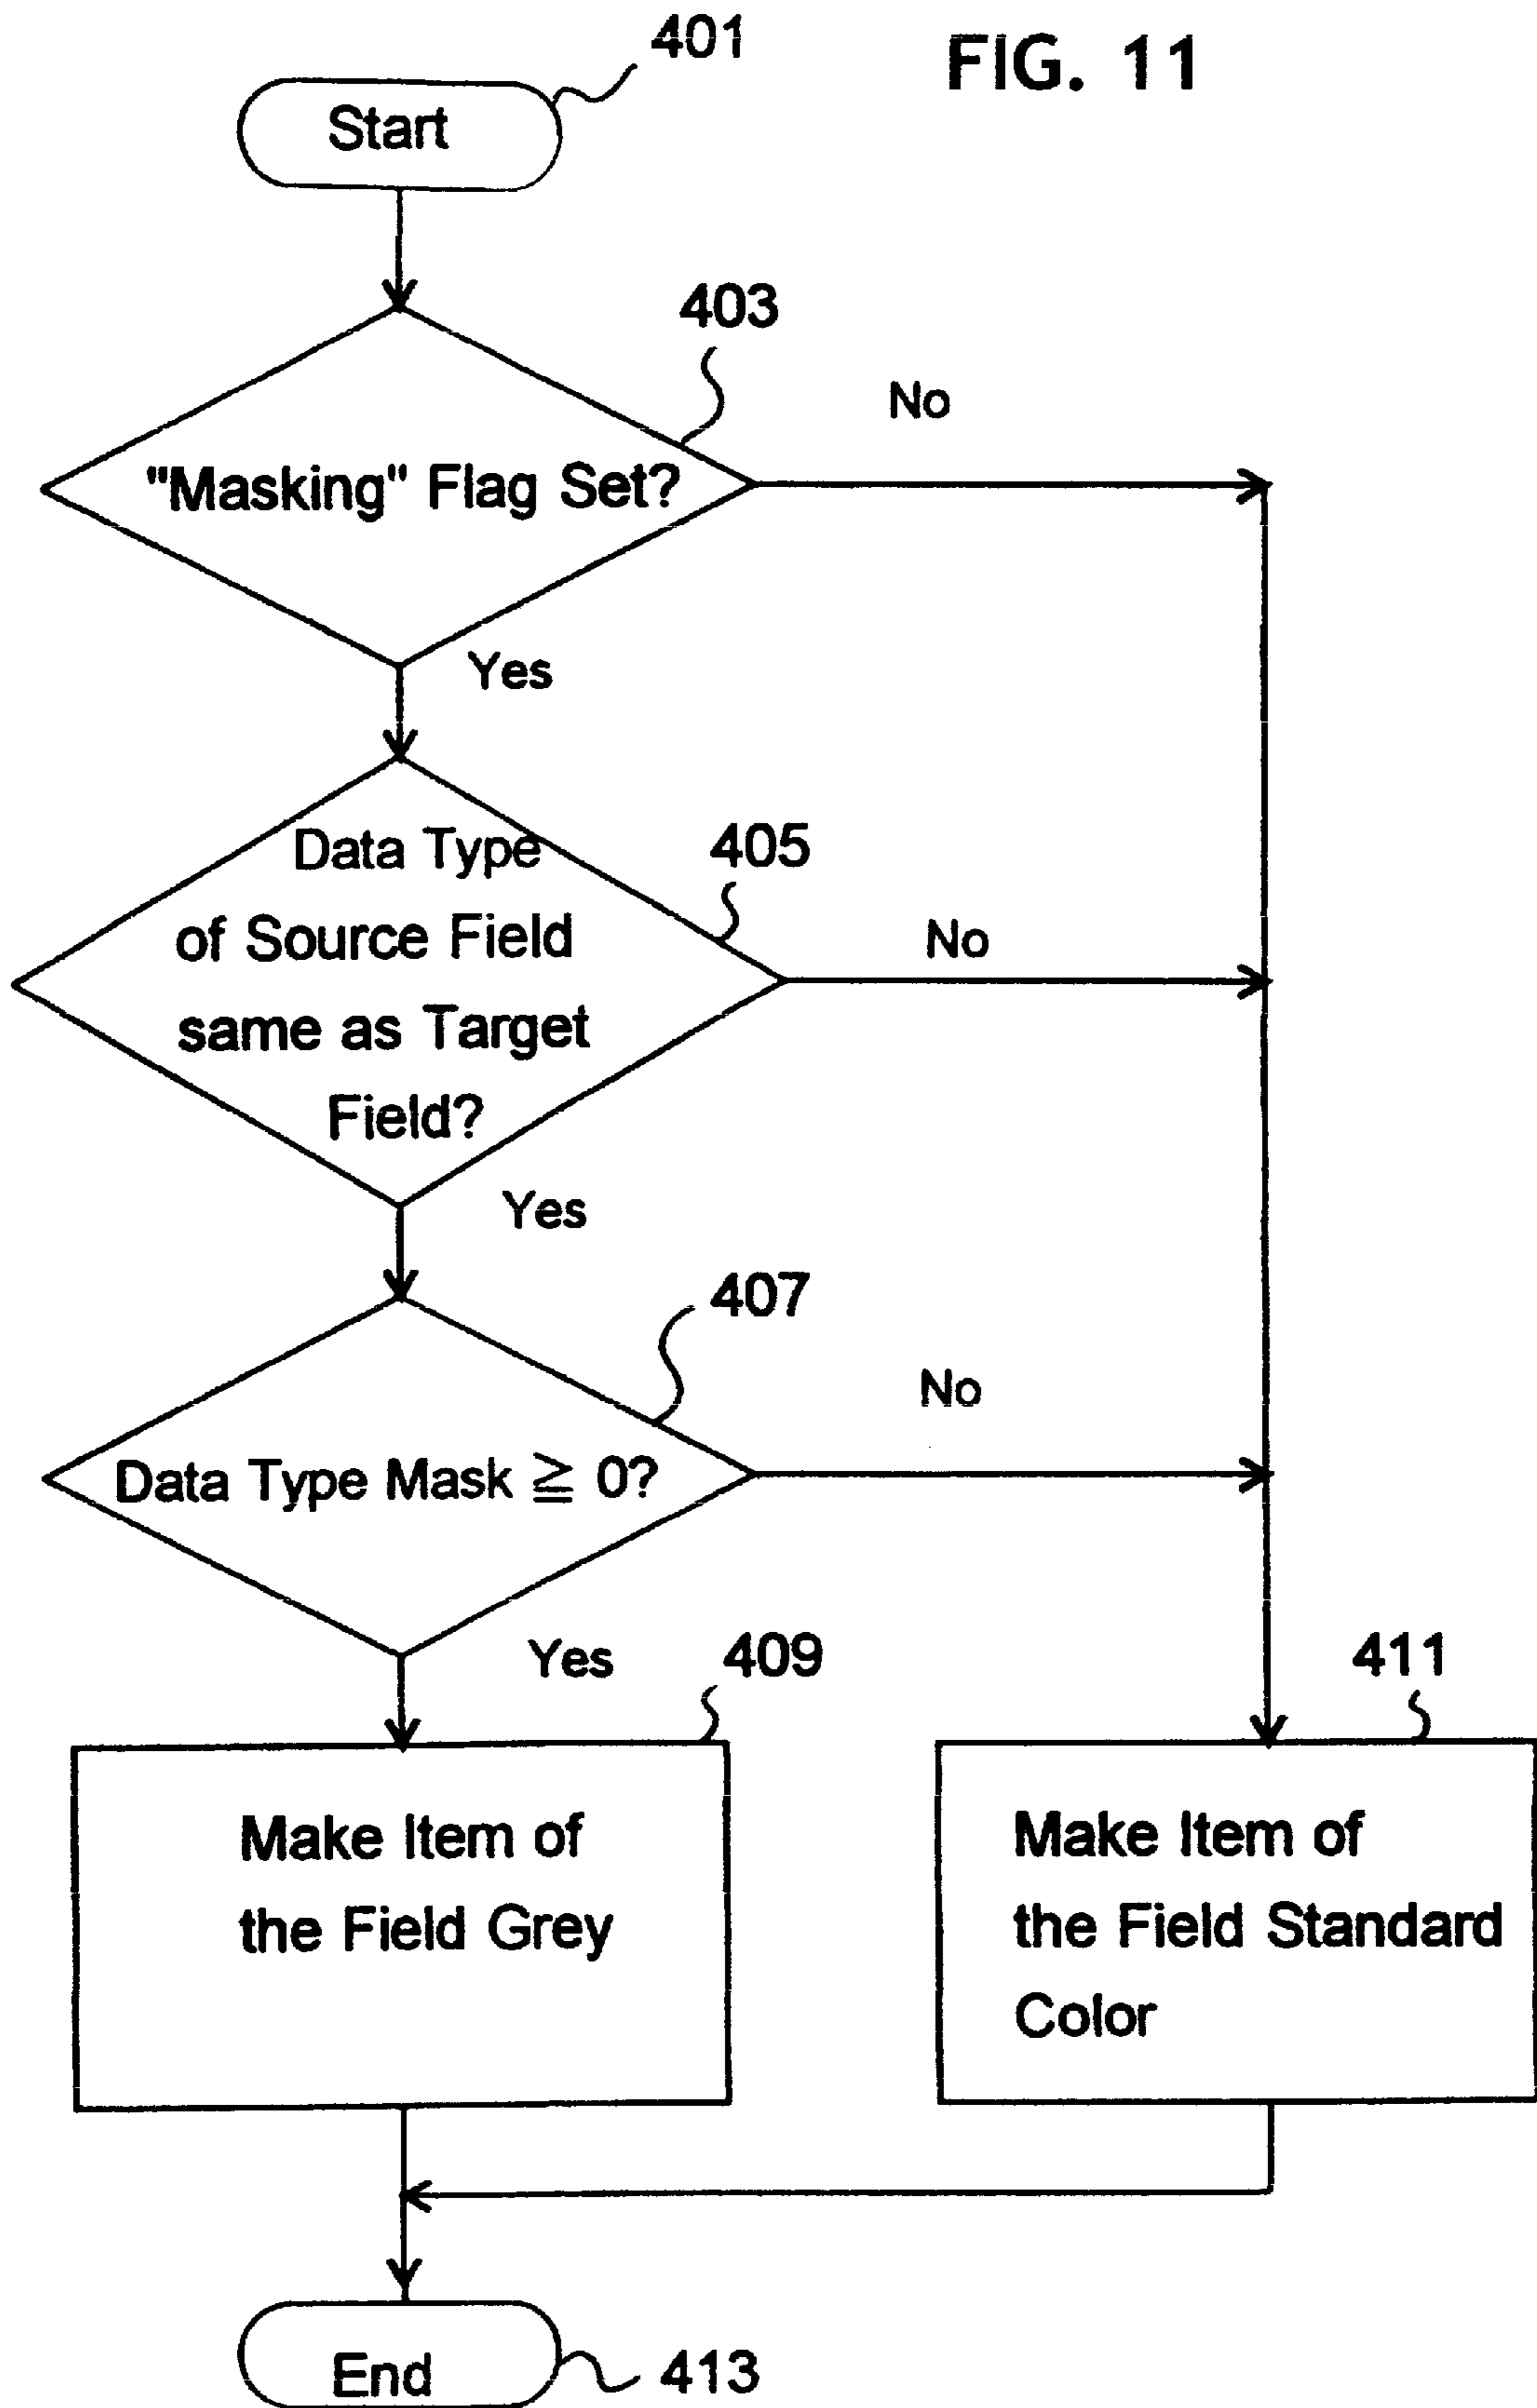 FIG. 11
401
Start
403
No
"Masking" Flag Set?
Yes
Data Type
405
of Source Field
No
same as Target
Field?
Yes
407
No
Data Type Mask ≧ 0?
Yes
409
411
Make Item of
the Field Grey
Make Item of
the Field Standard
Color
End
413